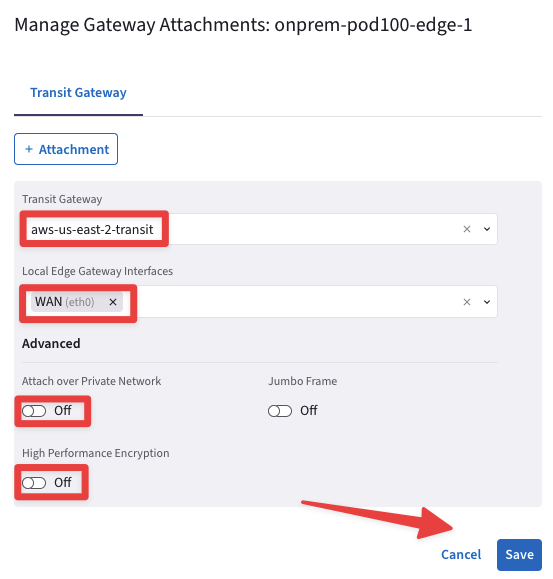 Manage Gateway Attachments: onprem-pod100-edge-1
Transit Gateway
+ Attachment
Transit Gateway
aws-us-east-2-transit
Local Edge Gateway Interfaces
WAN (eth0) ×
Advanced
Attach over Private Network
Jumbo Frame
Off
Off
High Performance Encryption
Off
Cancel
Save